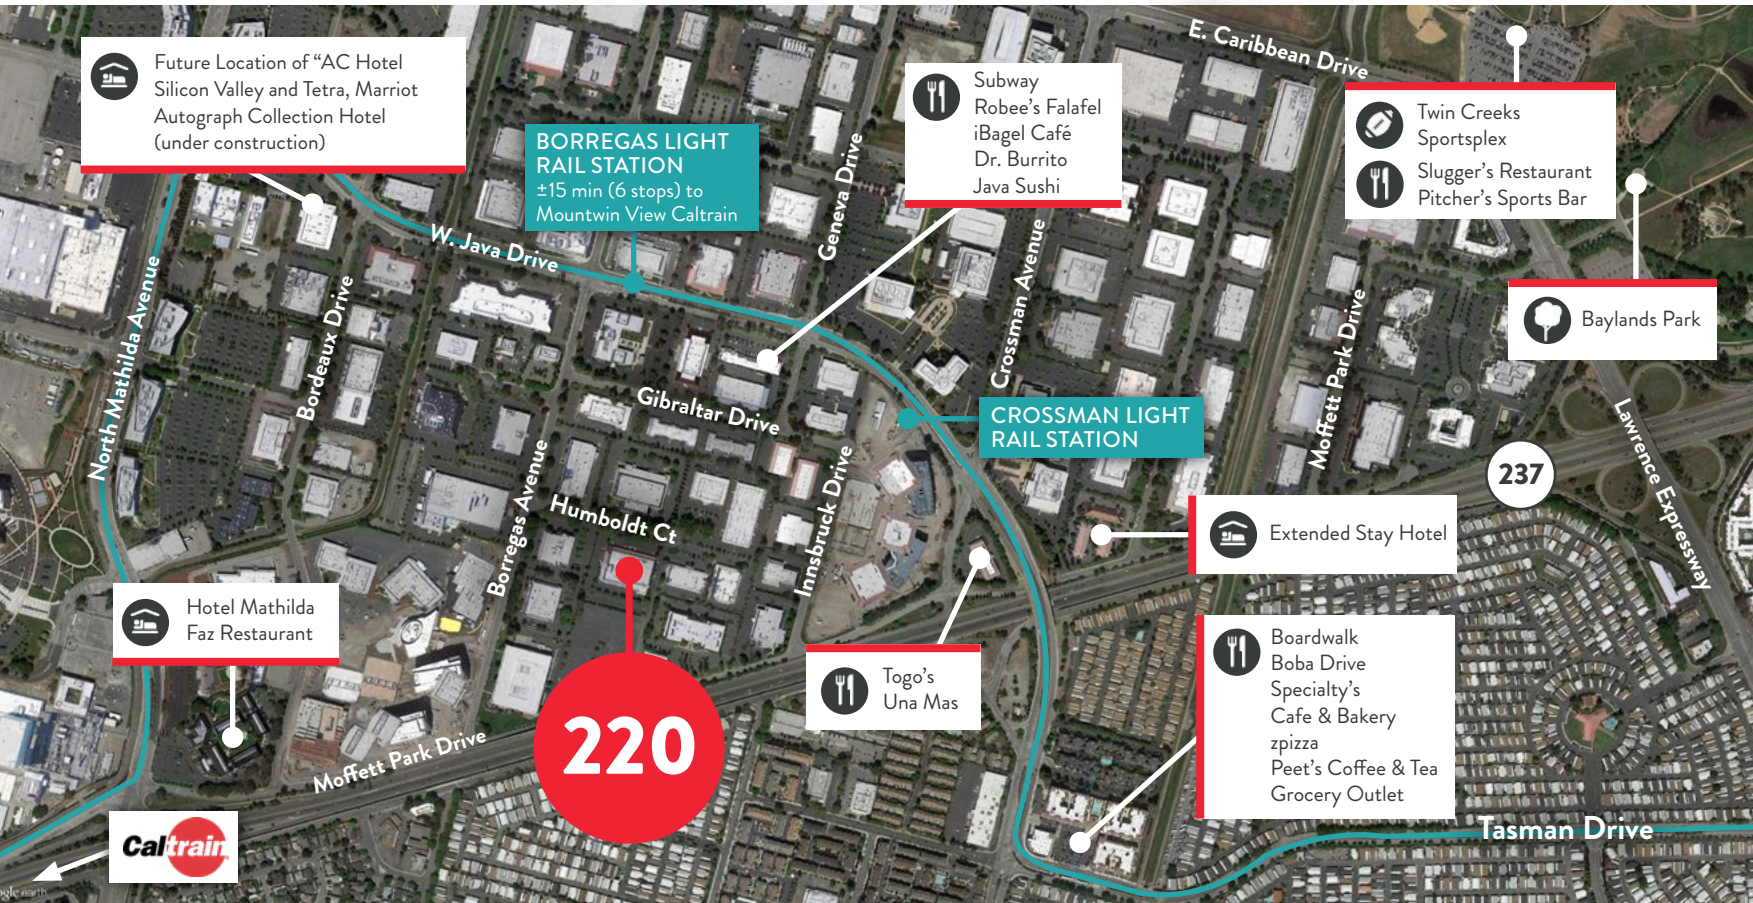 E. Caribbean Drive
Future Location of “AC Hotel
Silicon Valley and Tetra, Marriot
Autograph Collection Hotel
(under construction)
Subway
Robee’s Falafel
iBagel Café
Dr. Burrito
Java Sushi
Twin Creeks
Sportsplex
Slugger’s Restaurant
Pitcher’s Sports Bar
BORREGAS LIGHT
RAIL STATION
±15 min (6 stops) to
Mountwin View Caltrain
Geneva Drive
W. Java Drive
Crossman Avenue
North Mathilda Avenue
Bordeaux Drive
Moffett Park Drive
Baylands Park
Gibraltar Drive
CROSSMAN LIGHT
RAIL STATION
Lawrence Expressway
237
Borregas Avenue
Humboldt Ct
Innsbruck Drive
Extended Stay Hotel
Hotel Mathilda
Faz Restaurant
Togo’s
Una Mas
Boardwalk
Boba Drive
Specialty’s
Cafe & Bakery
zpizza
Peet’s Coffee & Tea
Grocery Outlet
220
Moffett Park Drive
Tasman Drive
Caltrain
gle earth